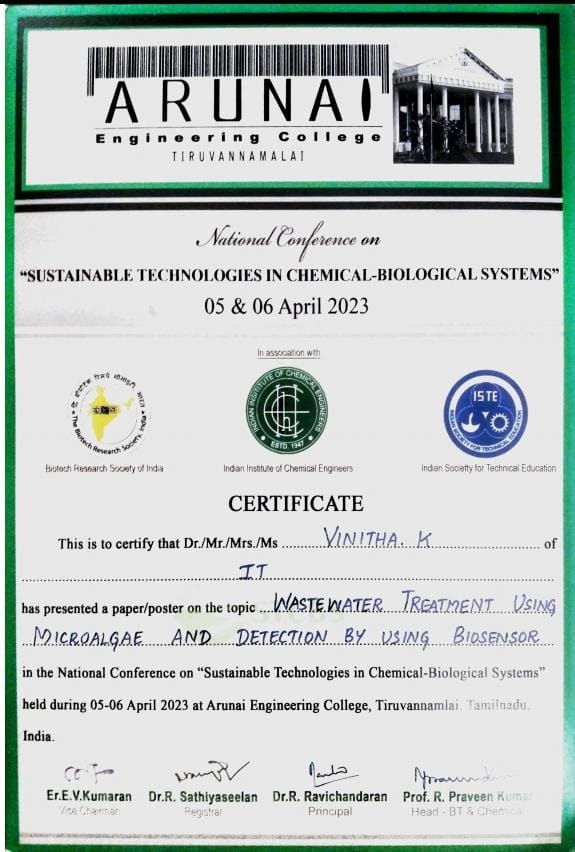 ARUNAI
Engineering College
TIRUVANNAMALAI
National Conference on
“SUSTAINABLE TECHNOLOGIES IN CHEMICAL-BIOLOGICAL SYSTEMS”
05 & 06 April 2023
In association with
द बायोटेक रिसर्च सोसाइटी, भारत
The Biotech Research Society, India
INDIAN INSTITUTE OF CHEMICAL ENGINEERS
ESTD. 1947
ISTE
INDIAN SOCIETY FOR TECHNICAL EDUCATION
Biotech Research Society of India
Indian Institute of Chemical Engineers
Indian Societty for Technical Education
CERTIFICATE
This is to certify that Dr./Mr./Mrs./Ms VINITHA. K of
IT
has presented a paper/poster on the topic WASTEWATER TREATMENT USING
MICROALGAE AND DETECTION BY USING BIOSENSOR
in the National Conference on “Sustainable Technologies in Chemical-Biological Systems”
held during 05-06 April 2023 at Arunai Engineering College, Tiruvannamlai, Tamilnadu,
India.
Er.E.V.Kumaran Dr.R. Sathiyaseelan Dr.R. Ravichandaran Prof. R. Praveen Kumar
Vice Chairman Registrar Principal Head - BT & Chemical